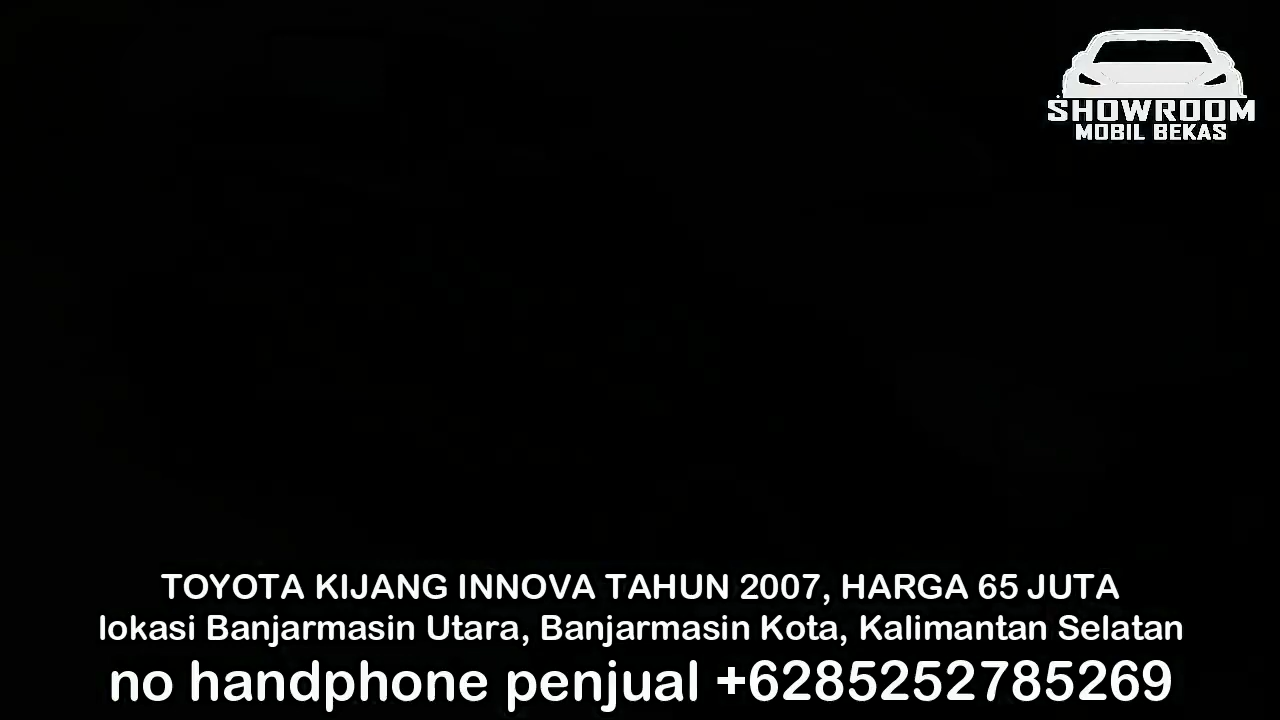 SHOWROOM
MOBIL BEKAS
TOYOTA KIJANG INNOVA TAHUN 2007, HARGA 65 JUTA
lokasi Banjarmasin Utara, Banjarmasin Kota, Kalimantan Selatan
no handphone penjual +6285252785269